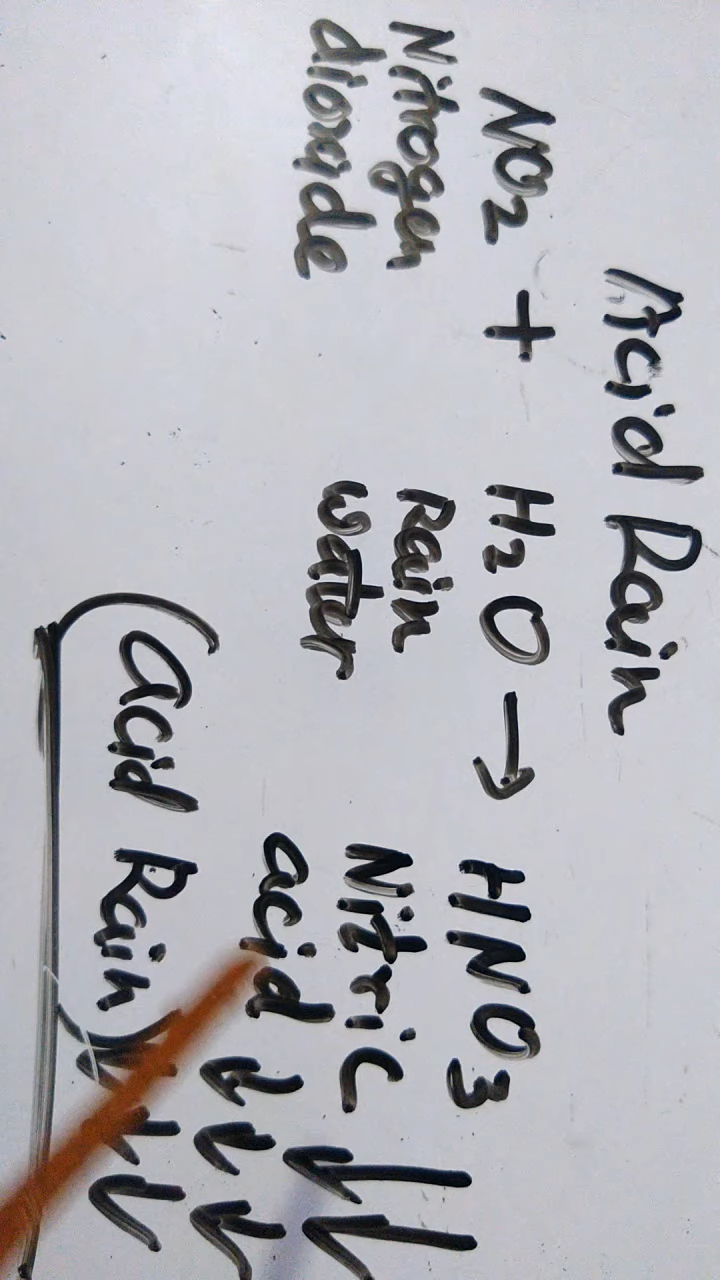 Acid Rain
NO2 + H2O → HNO3
Nitrogen Rain Nitric
dioxide water acid
(acid Rain)